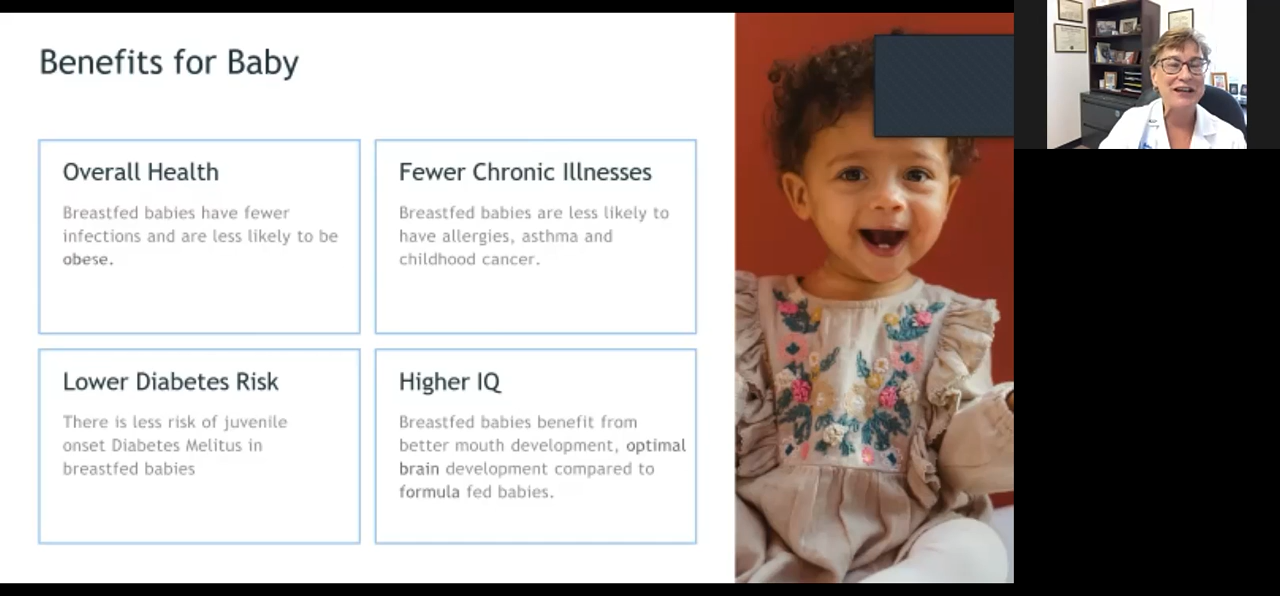 Benefits for Baby
Overall Health
Breastfed babies have fewer
infections and are less likely to be
obese.
Fewer Chronic Illnesses
Breastfed babies are less likely to
have allergies, asthma and
childhood cancer.
Lower Diabetes Risk
There is less risk of juvenile
onset Diabetes Melitus in
breastfed babies
Higher IQ
Breastfed babies benefit from
better mouth development, optimal
brain development compared to
formula fed babies.